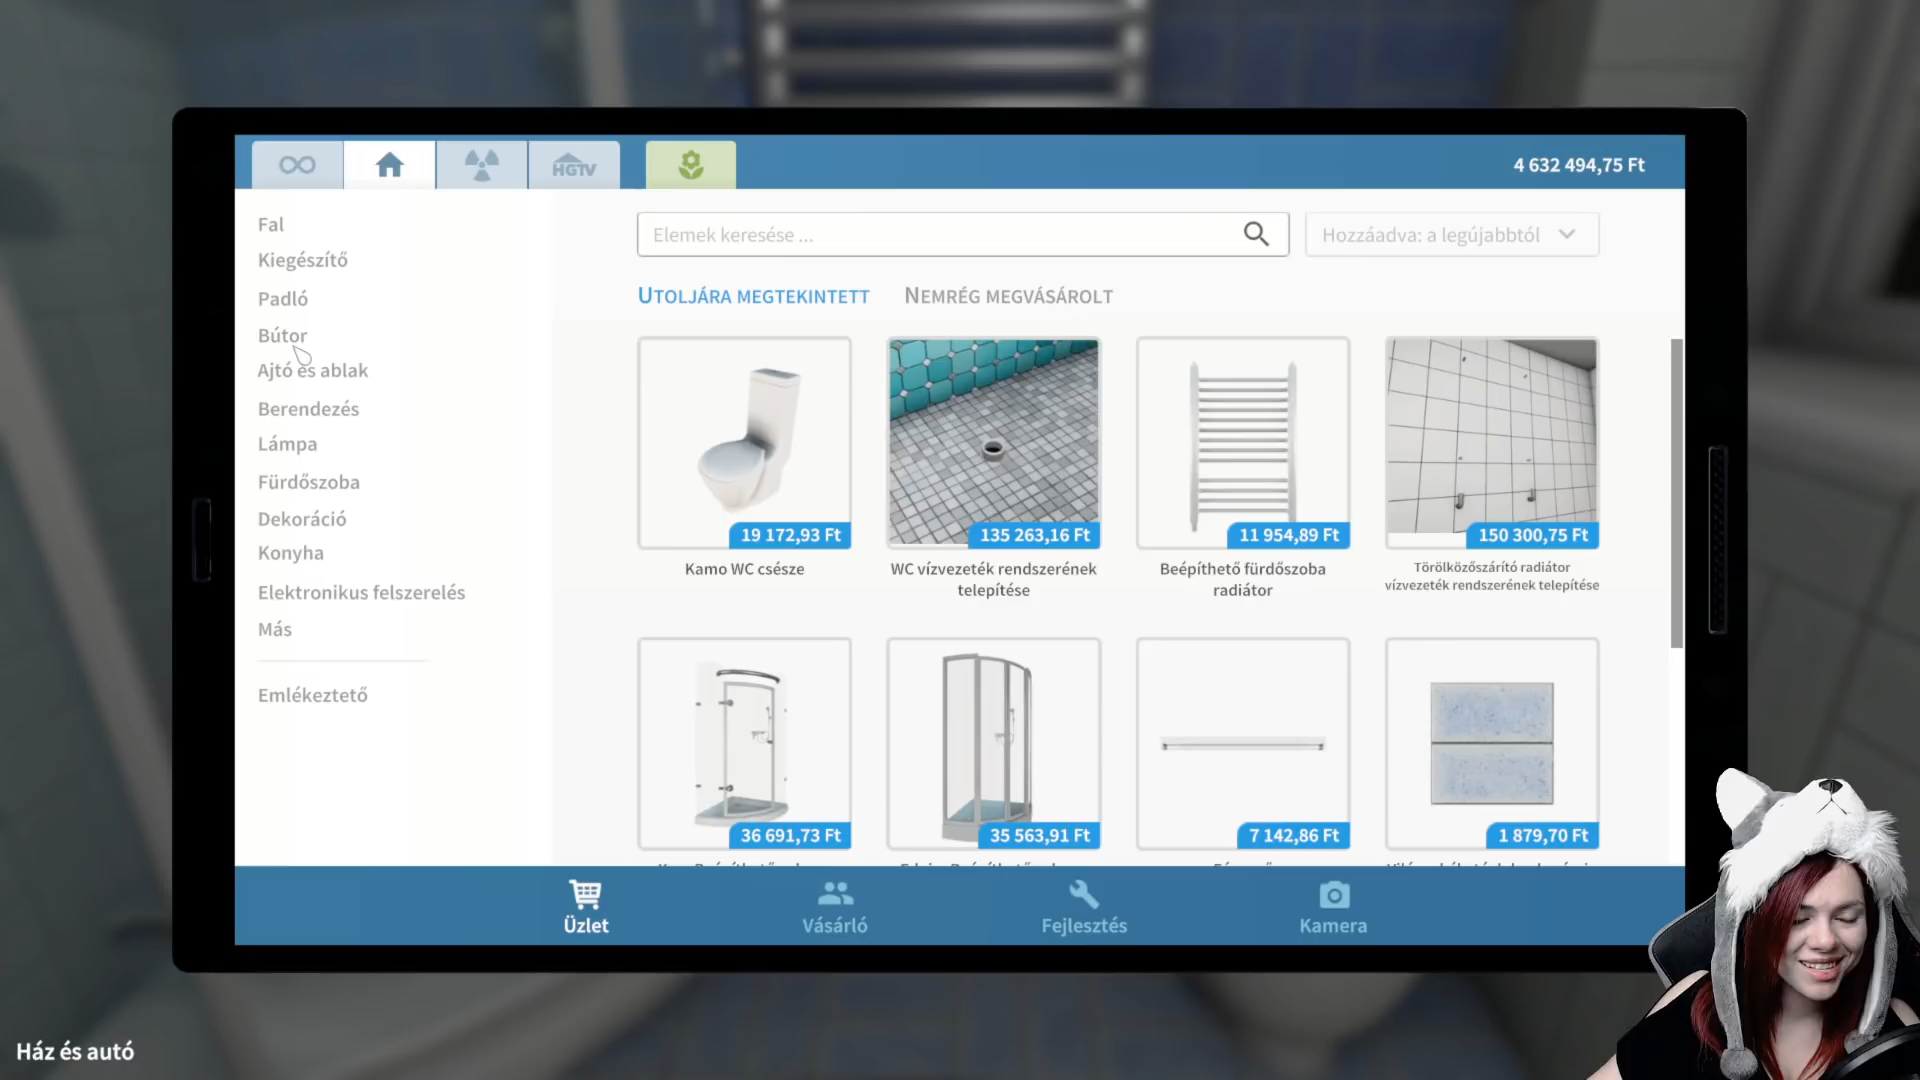 HGTV
4 632 494,75 Ft
Fal
Kiegészítő
Padló
Bútor
Ajtó és ablak
Berendezés
Lámpa
Fürdőszoba
Dekoráció
Konyha
Elektronikus felszerelés
Más
Emlékeztető
Elemek keresése ...
Hozzáadva: a legújabbtól
UTOLJÁRA MEGTEKINTETT
NEMRÉG MEGVÁSÁROLT
19 172,93 Ft
Kamo WC csésze
135 263,16 Ft
WC vízvezeték rendszerének
telepítése
11 954,89 Ft
Beépíthető fürdőszoba
radiátor
150 300,75 Ft
Törölközőszárító radiátor
vízvezeték rendszerének telepítése
36 691,73 Ft
35 563,91 Ft
7 142,86 Ft
1 879,70 Ft
Üzlet
Vásárló
Fejlesztés
Kamera
Ház és autó